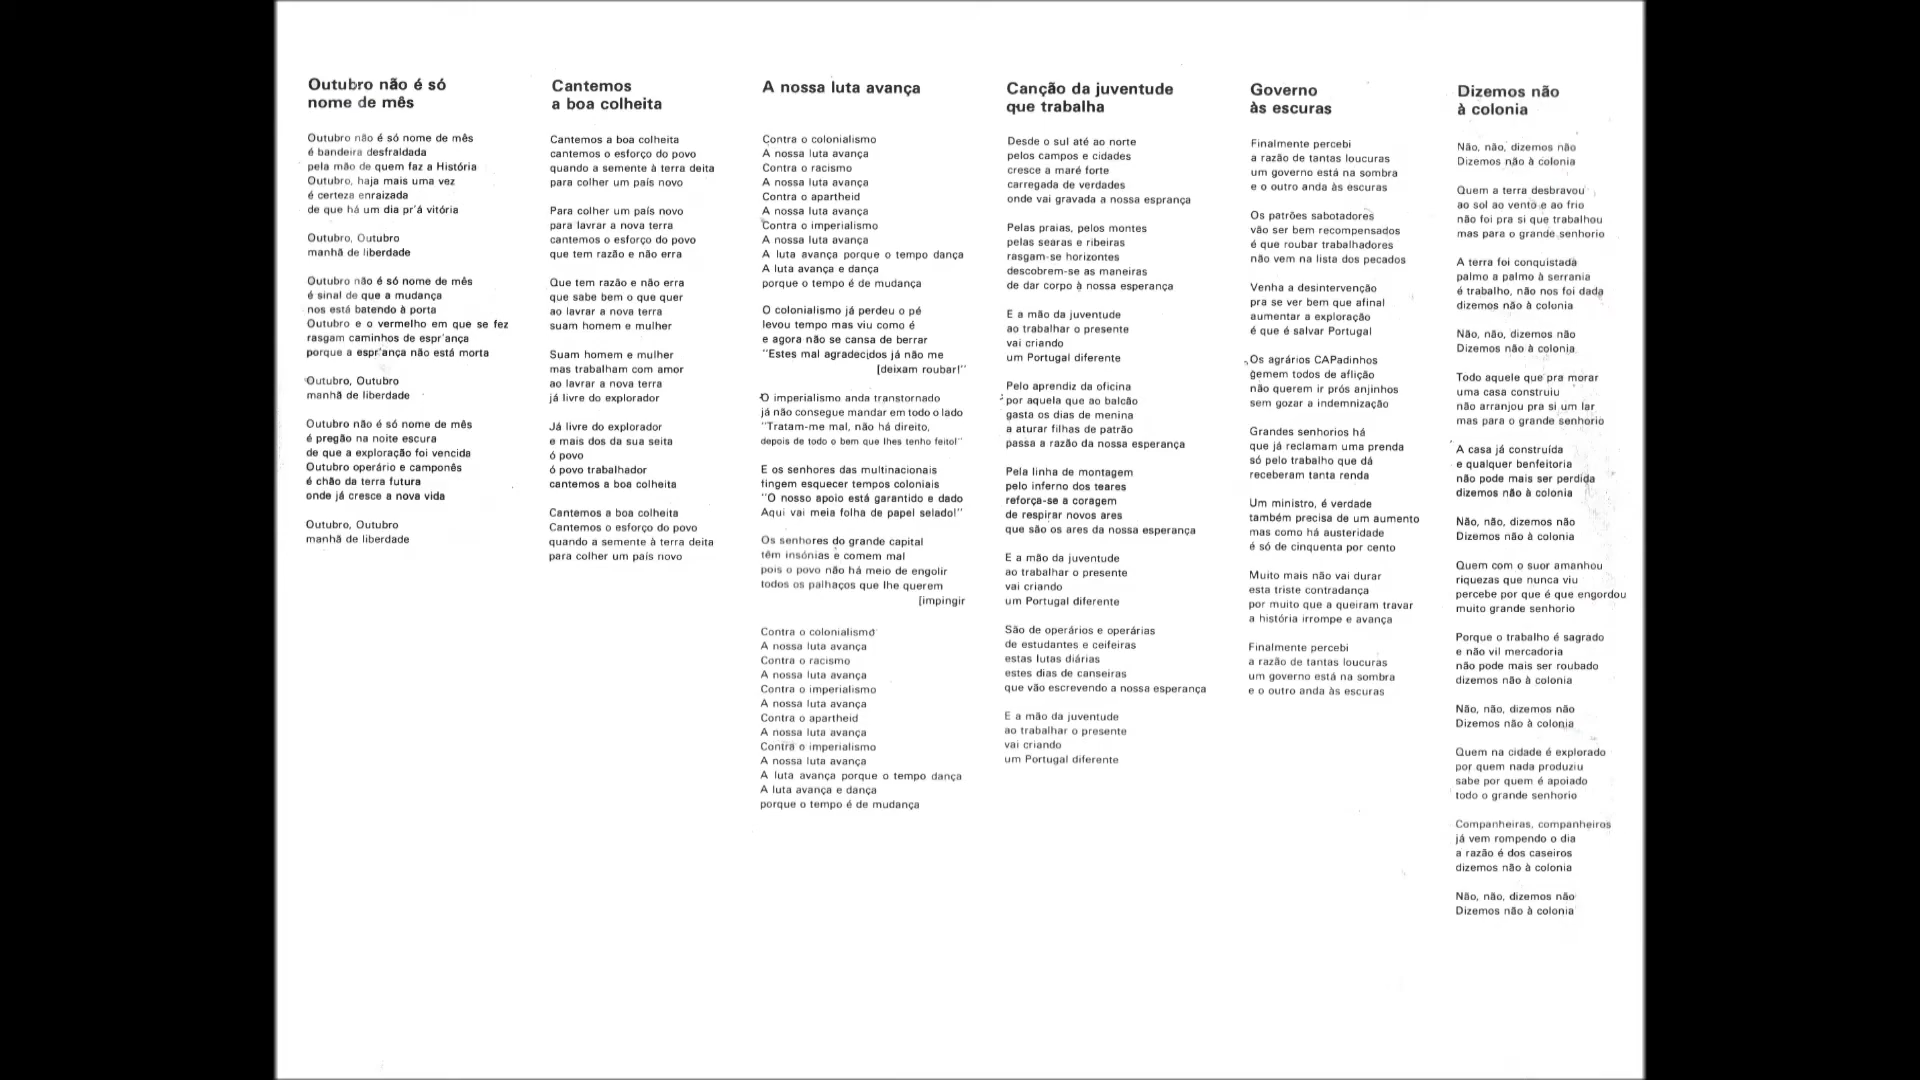 Outubro não é só
nome de mês
Outubro não é só nome de mês
é bandeira desfraldada
pela mão de quem faz a História
Outubro, haja mais uma vez
é certeza enraizada
de que há um dia pr'á vitória
Outubro, Outubro
manhã de liberdade
Outubro não é só nome de mês
é sinal de que a mudança
nos está batendo à porta
Outubro e o vermelho em que se fez
rasgam caminhos de espr'ança
porque a espr'ança não está morta
Outubro, Outubro
manhã de liberdade
Outubro não é só nome de mês
é pregão na noite escura
de que a exploração foi vencida
Outubro operário e camponês
é chão da terra futura
onde já cresce a nova vida
Outubro, Outubro
manhã de liberdade
Cantemos
a boa colheita
Cantemos a boa colheita
cantemos o esforço do povo
quando a semente à terra deita
para colher um país novo
Para colher um país novo
para lavrar a nova terra
cantemos o esforço do povo
que tem razão e não erra
Que tem razão e não erra
que sabe bem o que quer
ao lavrar a nova terra
suam homem e mulher
Suam homem e mulher
mas trabalham com amor
ao lavrar a nova terra
já livre do explorador
Já livre do explorador
e mais dos da sua seita
ó povo
ó povo trabalhador
cantemos a boa colheita
Cantemos a boa colheita
Cantemos o esforço do povo
quando a semente à terra deita
para colher um país novo
A nossa luta avança
Contra o colonialismo
A nossa luta avança
Contra o racismo
A nossa luta avança
Contra o apartheid
A nossa luta avança
Contra o imperialismo
A nossa luta avança
A luta avança porque o tempo dança
A luta avança e dança
porque o tempo é de mudança
O colonialismo já perdeu o pé
levou tempo mas viu como é
e agora não se cansa de berrar
"Estes mal agradecidos já não me
[deixam roubar!"
O imperialismo anda transtornado
já não consegue mandar em todo o lado
"Tratam-me mal, não há direito,
depois de todo o bem que lhes tenho feito!"
E os senhores das multinacionais
fingem esquecer tempos coloniais
"O nosso apoio está garantido e dado
Aqui vai meia folha de papel selado!"
Os senhores do grande capital
têm insónias e comem mal
pois o povo não há meio de engolir
todos os palhaços que lhe querem
[impingir
Contra o colonialismo
A nossa luta avança
Contra o racismo
A nossa luta avança
Contra o imperialismo
A nossa luta avança
Contra o apartheid
A nossa luta avança
Contra o imperialismo
A nossa luta avança
A luta avança porque o tempo dança
A luta avança e dança
porque o tempo é de mudança
Canção da juventude
que trabalha
Desde o sul até ao norte
pelos campos e cidades
cresce a maré forte
carregada de verdades
onde vai gravada a nossa esprança
Pelas praias, pelos montes
pelas searas e ribeiras
rasgam-se horizontes
descobrem-se as maneiras
de dar corpo à nossa esperança
E a mão da juventude
ao trabalhar o presente
vai criando
um Portugal diferente
Pelo aprendiz da oficina
por aquela que ao balcão
gasta os dias de menina
a aturar filhas de patrão
passa a razão da nossa esperança
Pela linha de montagem
pelo inferno dos teares
reforça-se a coragem
de respirar novos ares
que são os ares da nossa esperança
E a mão da juventude
ao trabalhar o presente
vai criando
um Portugal diferente
São de operários e operárias
de estudantes e ceifeiras
estas lutas diárias
estes dias de canseiras
que vão escrevendo a nossa esperança
E a mão da juventude
ao trabalhar o presente
vai criando
um Portugal diferente
Governo
às escuras
Finalmente percebi
a razão de tantas loucuras
um governo está na sombra
e o outro anda às escuras
Os patrões sabotadores
vão ser bem recompensados
é que roubar trabalhadores
não vem na lista dos pecados
Venha a desintervenção
pra se ver bem que afinal
aumentar a exploração
é que é salvar Portugal
Os agrários CAPadinhos
gemem todos de aflição
não querem ir prós anjinhos
sem gozar a indemnização
Grandes senhorios há
que já reclamam uma prenda
só pelo trabalho que dá
receberam tanta renda
Um ministro, é verdade
também precisa de um aumento
mas como há austeridade
é só de cinquenta por cento
Muito mais não vai durar
esta triste contradança
por muito que a queiram travar
a história irrompe e avança
Finalmente percebi
a razão de tantas loucuras
um governo está na sombra
e o outro anda às escuras
Dizemos não
à colonia
Não, não, dizemos não
Dizemos não à colonia
Quem a terra desbravou
ao sol ao vento e ao frio
não foi pra si que trabalhou
mas para o grande senhorio
A terra foi conquistada
palmo a palmo à serrania
é trabalho, não nos foi dada
dizemos não à colonia
Não, não, dizemos não
Dizemos não à colonia
Todo aquele que pra morar
uma casa construiu
não arranjou pra si um lar
mas para o grande senhorio
A casa já construída
e qualquer benfeitoria
não pode mais ser perdida
dizemos não à colonia
Não, não, dizemos não
Dizemos não à colonia
Quem com o suor amanhou
riquezas que nunca viu
percebe por que é que engordou
muito grande senhorio
Porque o trabalho é sagrado
e não vil mercadoria
não pode mais ser roubado
dizemos não à colonia
Não, não, dizemos não
Dizemos não à colonia
Quem na cidade é explorado
por quem nada produziu
sabe por quem é apoiado
todo o grande senhorio
Companheiras, companheiros
já vem rompendo o dia
a razão é dos caseiros
dizemos não à colonia
Não, não, dizemos não
Dizemos não à colonia